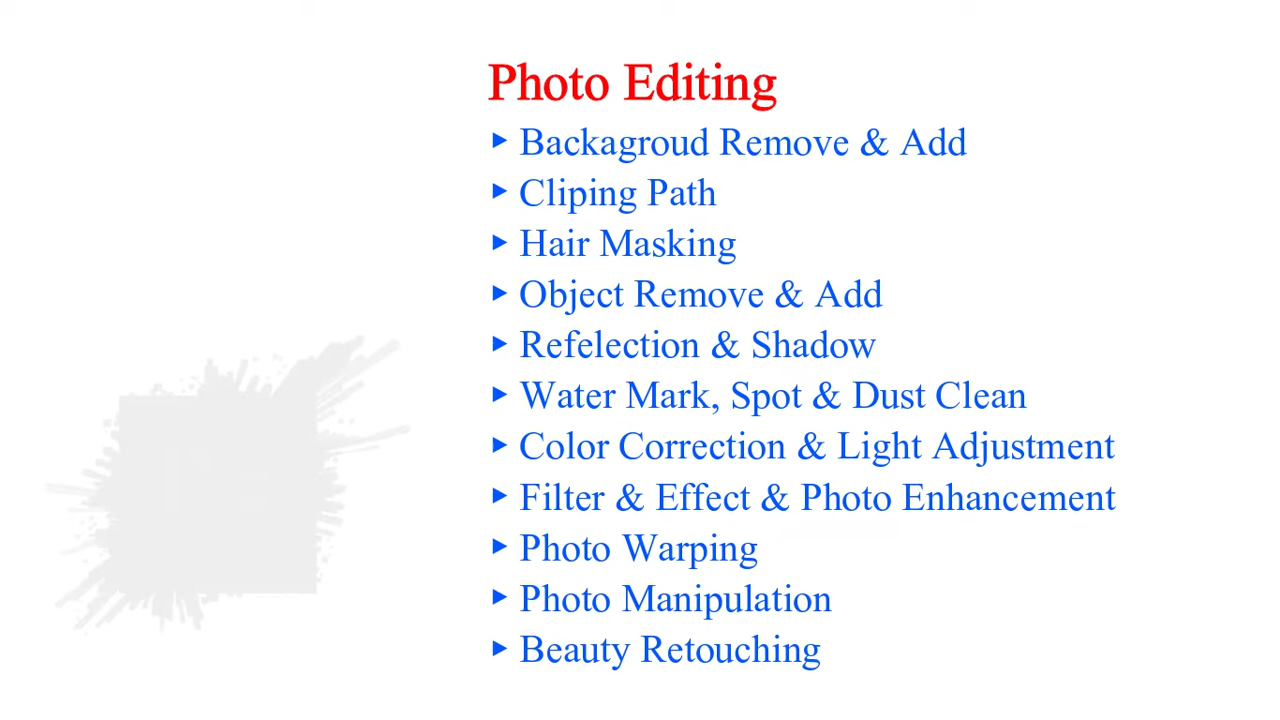 Photo Editing
Backagroud Remove & Add
Cliping Path
Hair Masking
Object Remove & Add
Refelection & Shadow
Water Mark, Spot & Dust Clean
Color Correction & Light Adjustment
Filter & Effect & Photo Enhancement
Photo Warping
Photo Manipulation
Beauty Retouching